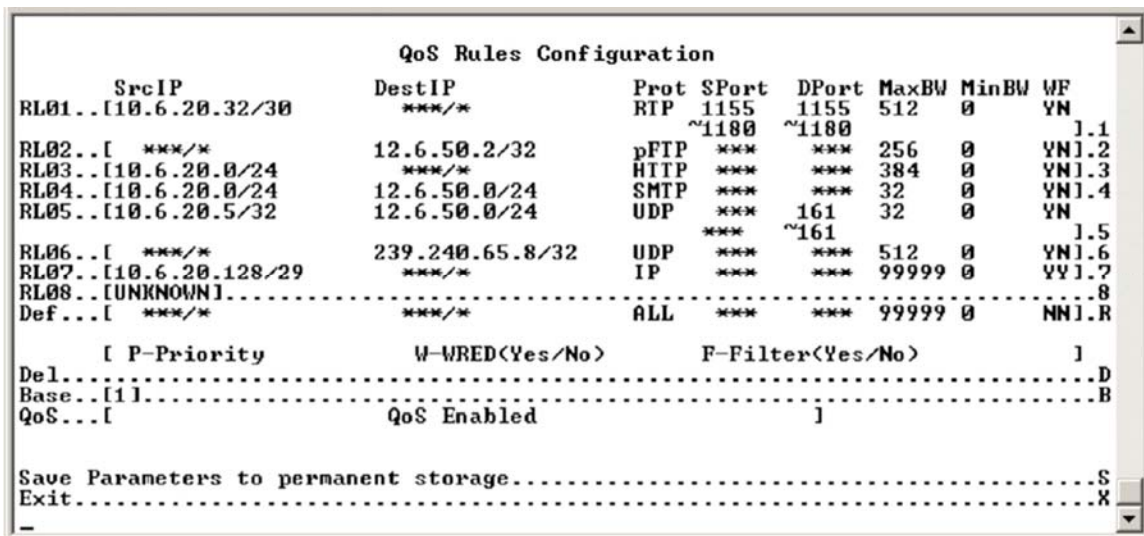 QoS Rules Configuration
SrcIP DestIP Prot SPort DPort MaxBW MinBW WF
RL01..[10.6.20.32/30 ***/* RTP 1155 1155 512 0 YN
~1180 ~1180 ].1
RL02..[ ***/* 12.6.50.2/32 pFTP *** *** 256 0 YN].2
RL03..[10.6.20.0/24 ***/* HTTP *** *** 384 0 YN].3
RL04..[10.6.20.0/24 12.6.50.0/24 SMTP *** *** 32 0 YN].4
RL05..[10.6.20.5/32 12.6.50.0/24 UDP *** 161 32 0 YN
*** ~161 ].5
RL06..[ ***/* 239.240.65.8/32 UDP *** *** 512 0 YN].6
RL07..[10.6.20.128/29 ***/* IP *** *** 99999 0 YY].7
RL08..[UNKNOWN]..................................................................8
Def...[ ***/* ***/* ALL *** *** 99999 0 NN].R
[ P-Priority W-WRED(Yes/No) F-Filter(Yes/No) ]
Del..............................................................................D
Base..[1]........................................................................B
QoS...[ QoS Enabled ]
Save Parameters to permanent storage.............................................S
Exit.............................................................................X
_